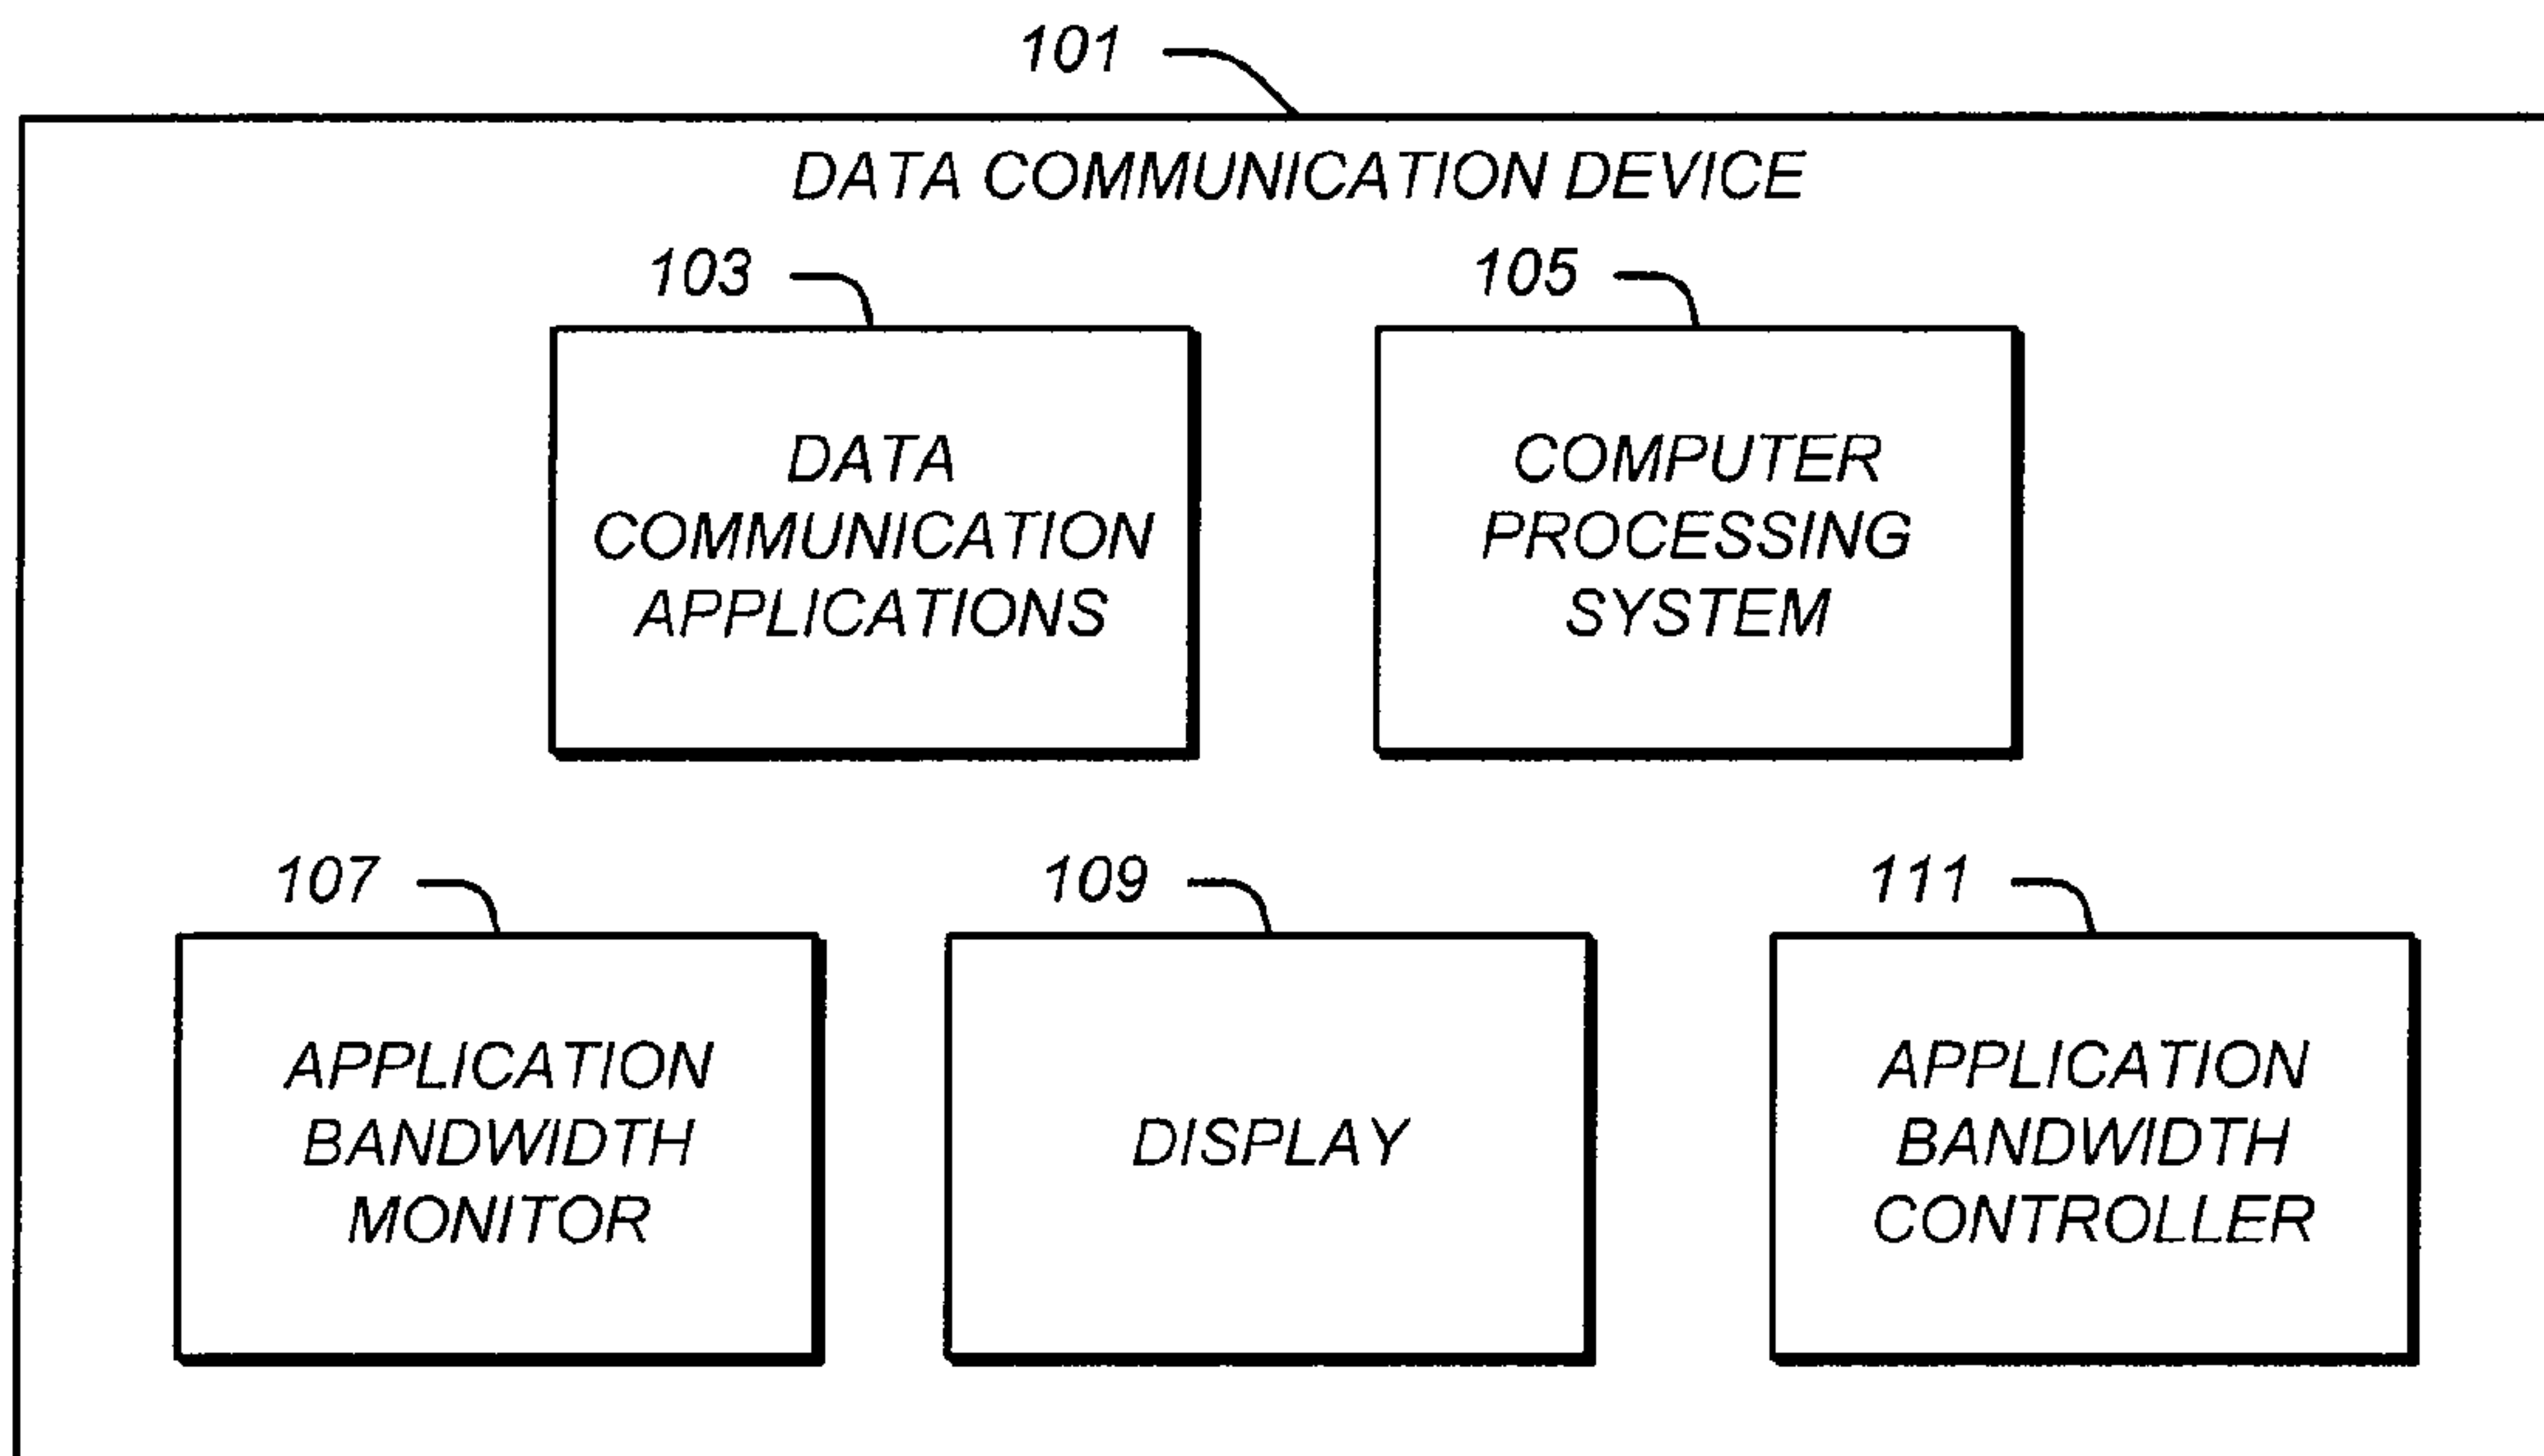 101
DATA COMMUNICATION DEVICE
103
105
DATA
COMMUNICATION
APPLICATIONS
COMPUTER
PROCESSING
SYSTEM
107
109
111
APPLICATION
BANDWIDTH
MONITOR
DISPLAY
APPLICATION
BANDWIDTH
CONTROLLER